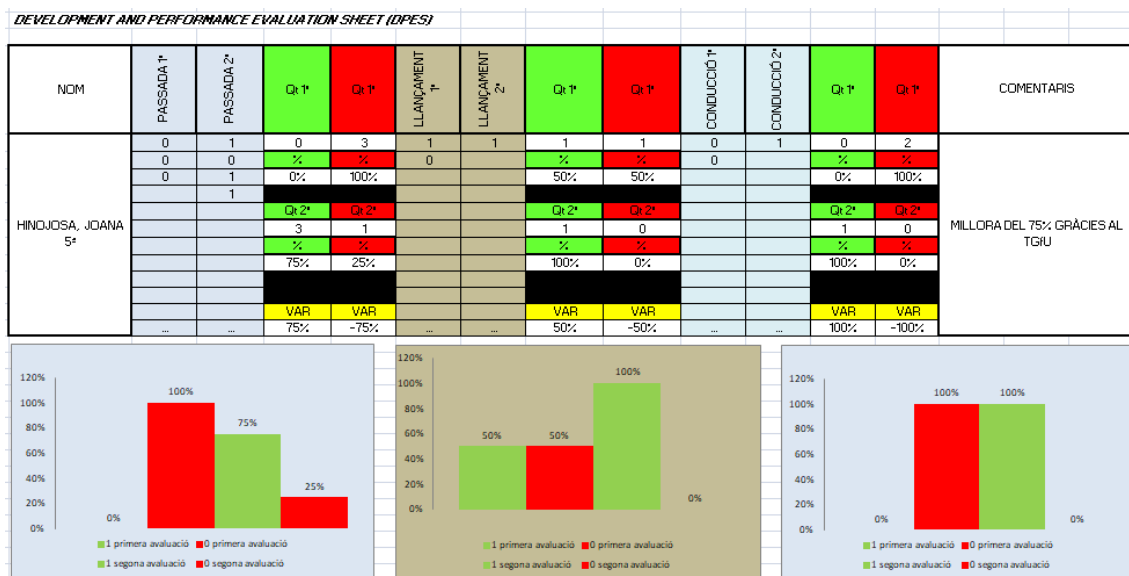 DEVELOPMENT AND PERFORMANCE EVALUATION SHEET (DPES)
NOM PASSADA 1ª PASSADA 2ª Qt 1ª Qt 1ª LLANÇAMENT 1ª LLANÇAMENT 2ª Qt 1ª Qt 1ª CONDUCCIÓ 1ª CONDUCCIÓ 2ª Qt 1ª Qt 1ª COMENTARIS
0 1 0 3 1 1 1 1 0 1 0 2
0 0 % % 0 % % 0 % %
0 1 0% 100% 50% 50% 0% 100%
1
Qt 2ª Qt 2ª Qt 2ª Qt 2ª Qt 2ª Qt 2ª
HINOJOSA, JOANA
5ª
3 1 1 0 1 0
MILLORA DEL 75% GRÀCIES AL
TGfU
% % % % % %
75% 25% 100% 0% 100% 0%
VAR VAR VAR VAR VAR VAR
... ... 75% -75% ... ... 50% -50% ... ... 100% -100%
120%
100%
80%
60%
40%
20%
0%
0% 100% 75% 25%
1 primera avaluació 0 primera avaluació
1 segona avaluació 0 segona avaluació
120%
100%
80%
60%
40%
20%
0%
50% 50% 100% 0%
1 primera avaluació 0 primera avaluació
1 segona avaluació 0 segona avaluació
120%
100%
80%
60%
40%
20%
0%
0% 100% 100% 0%
1 primera avaluació 0 primera avaluació
1 segona avaluació 0 segona avaluació